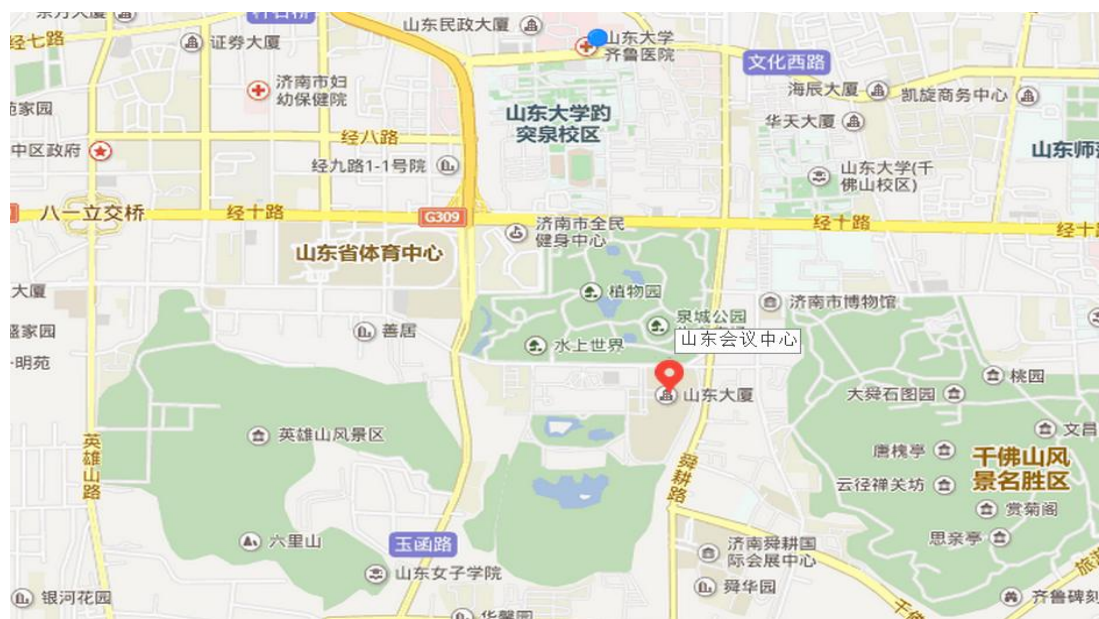 山东民政大厦
经七路
证券大厦
山东大学
齐鲁医院
文化西路
济南市妇
幼保健院
海辰大厦
凯旋商务中心
山东大学趵
突泉校区
华天大厦
经八路
中区政府
经九路1-1号院
山东大学(千
佛山校区)
山东师
八一立交桥
经十路
G309
济南市全民
健身中心
经十路
经十
山东省体育中心
大厦
植物园
济南市博物馆
泉城公园
善居
水上世界
山东会议中心
明苑
桃园
山东大厦
大舜石图园
英雄山风景区
文昌
唐槐亭
千佛山风
景名胜区
英雄山路
舜耕路
云径禅关坊
赏菊阁
六里山
玉函路
思亲亭
济南舜耕国
际会展中心
山东女子学院
舜华园
银河花园
齐鲁碑刻
千佛
旅游